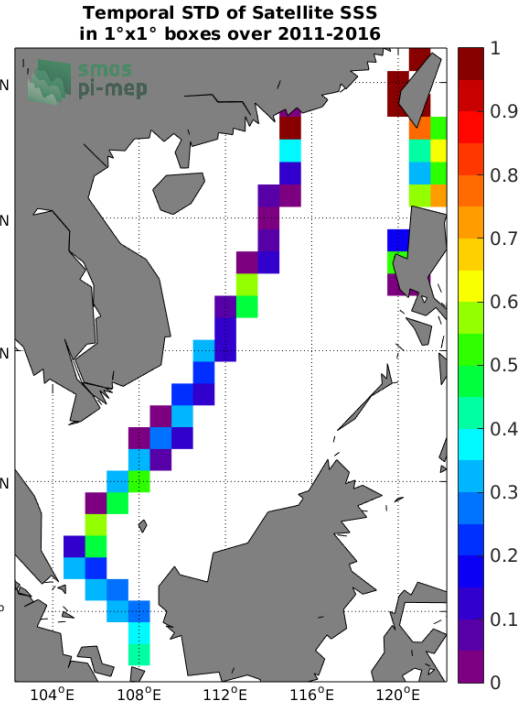 Temporal STD of Satellite SSS
in 1°x1° boxes over 2011-2016
smos
pi-mep
1
0.9
0.8
0.7
0.6
0.5
0.4
0.3
0.2
0.1
0
N
N
N
N
°
104°E 108°E 112°E 116°E 120°E